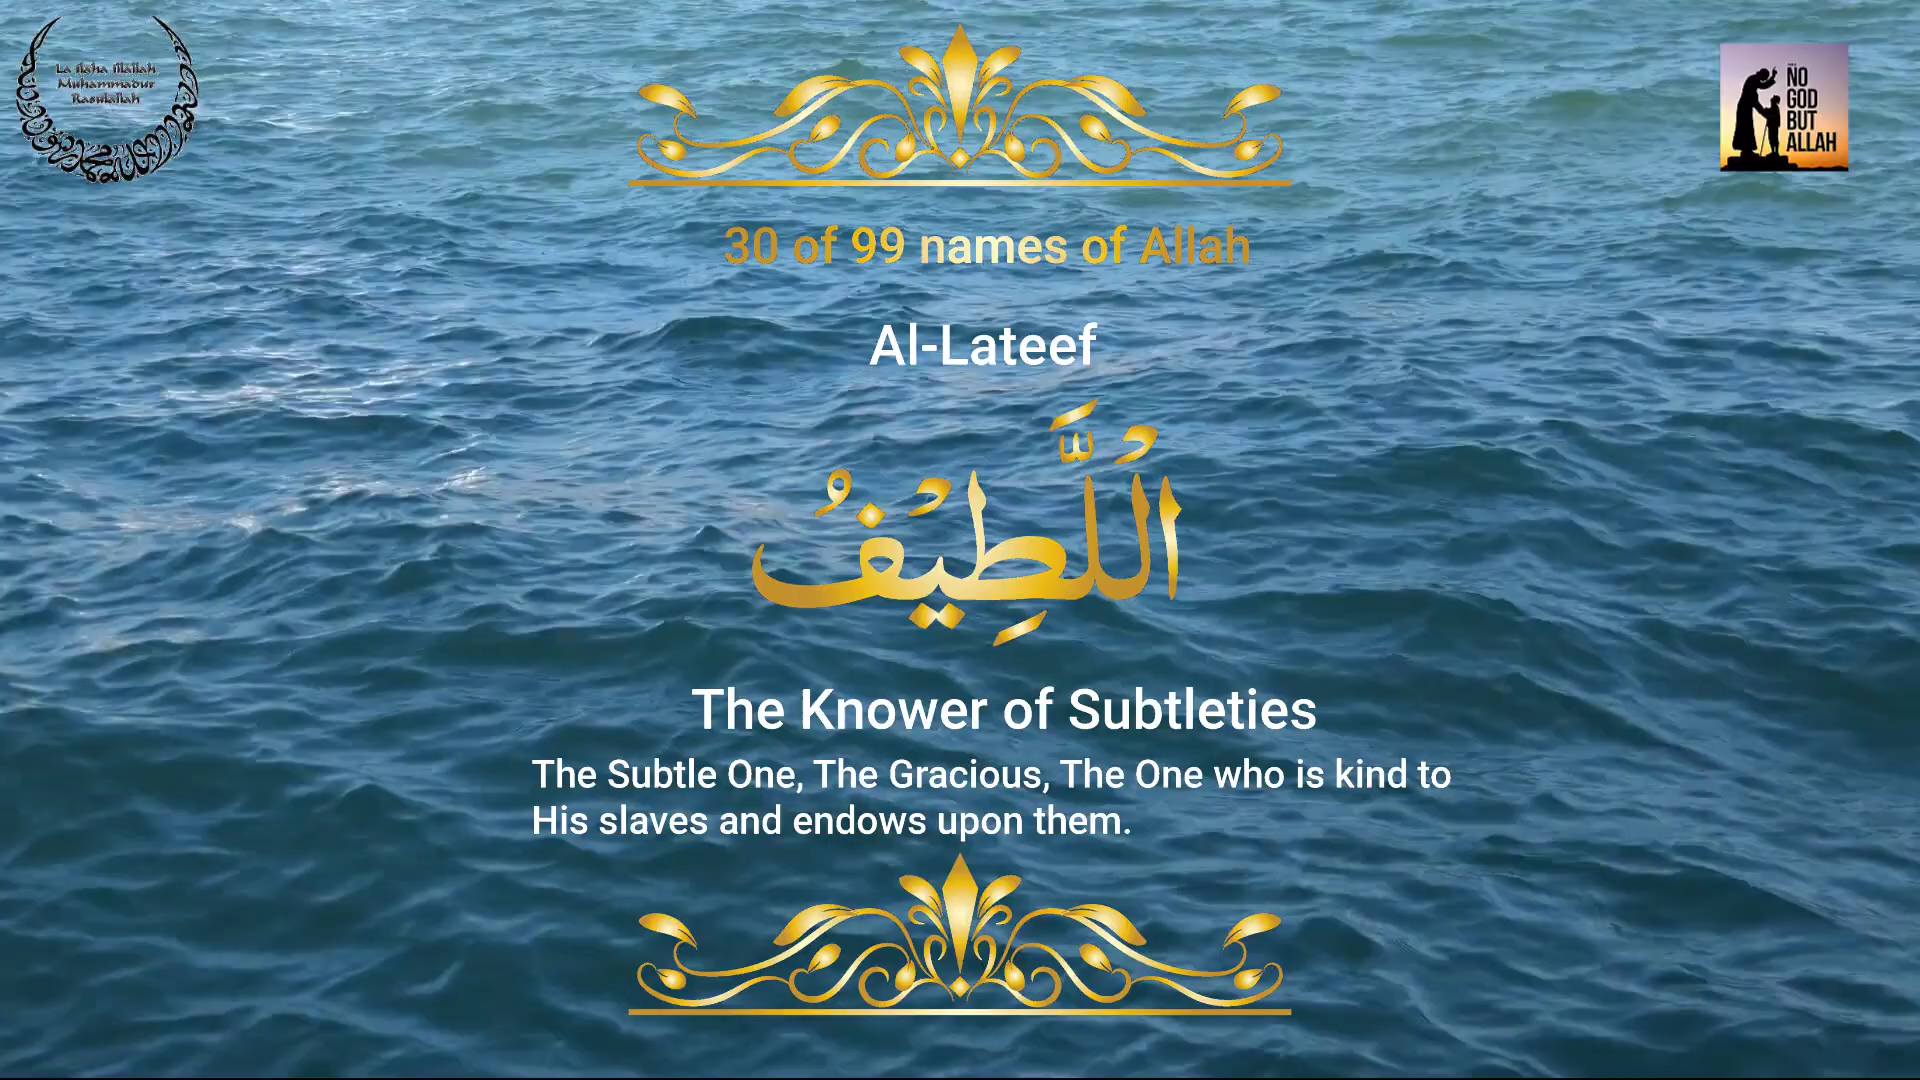 La ilaha illallah
Muhammadur
Rasulallah
NO
GOD
BUT
ALLAH
30 of 99 names of Allah
Al-Lateef
اُللَّطِيْفُ
The Knower of Subtleties
The Subtle One, The Gracious, The One who is kind to
His slaves and endows upon them.